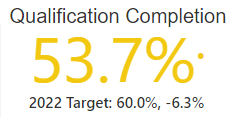 Qualification Completion
53.7%
2022 Target: 60.0%, -6.3%